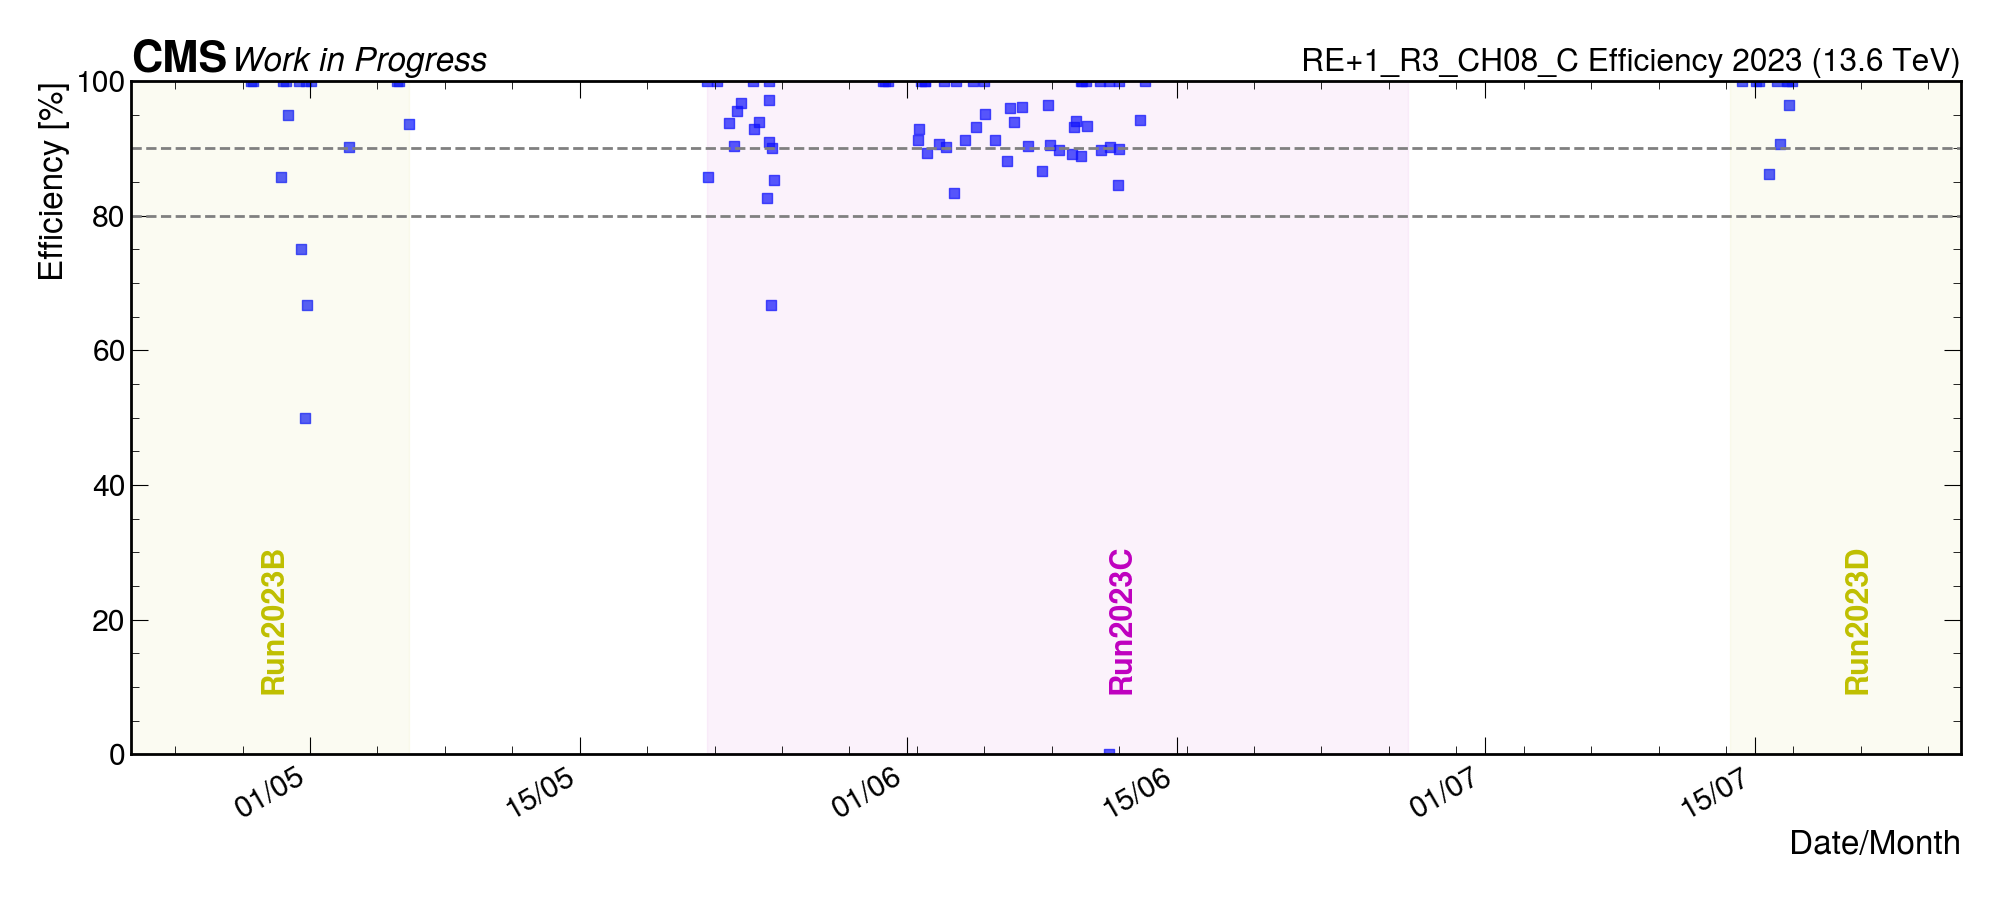 CMS Work in Progress
RE+1_R3_CH08_C Efficiency 2023 (13.6 TeV)
Efficiency [%]
100
80
60
40
20
0
Run2023B
Run2023C
Run2023D
01/05
15/05
01/06
15/06
01/07
15/07
Date/Month